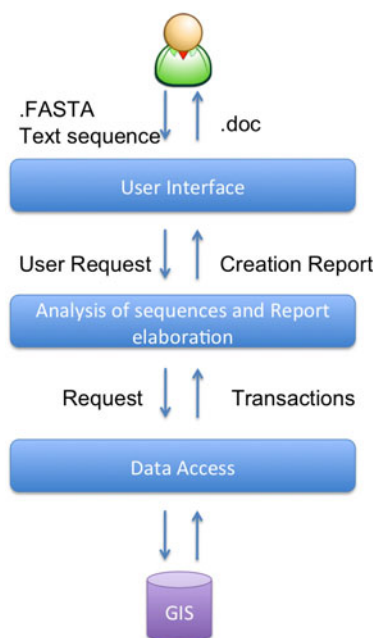 .FASTA
Text sequence
.doc
User Interface
User Request
Creation Report
Analysis of sequences and Report
elaboration
Request
Transactions
Data Access
GIS